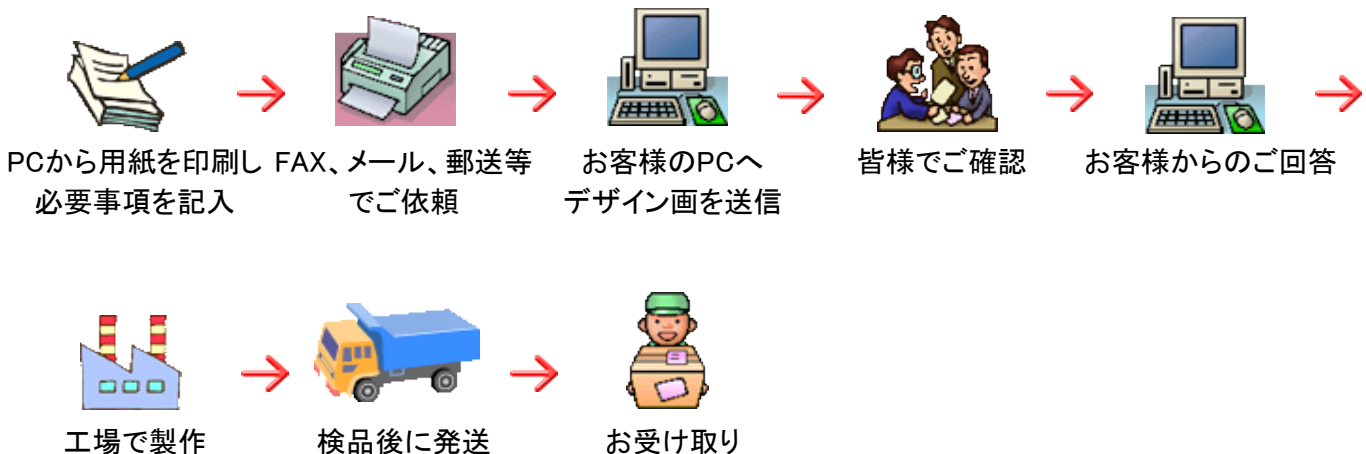 PCから用紙を印刷し
必要事項を記入
FAX、メール、郵送等
でご依頼
お客様のPCへ
デザイン画を送信
皆様でご確認
お客様からのご回答
工場で製作
検品後に発送
お受け取り